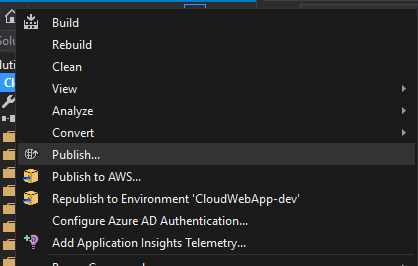 Build
Rebuild
Clean
View
Analyze
Convert
Publish...
Publish to AWS...
Republish to Environment 'CloudWebApp-dev'
Configure Azure AD Authentication...
Add Application Insights Telemetry...